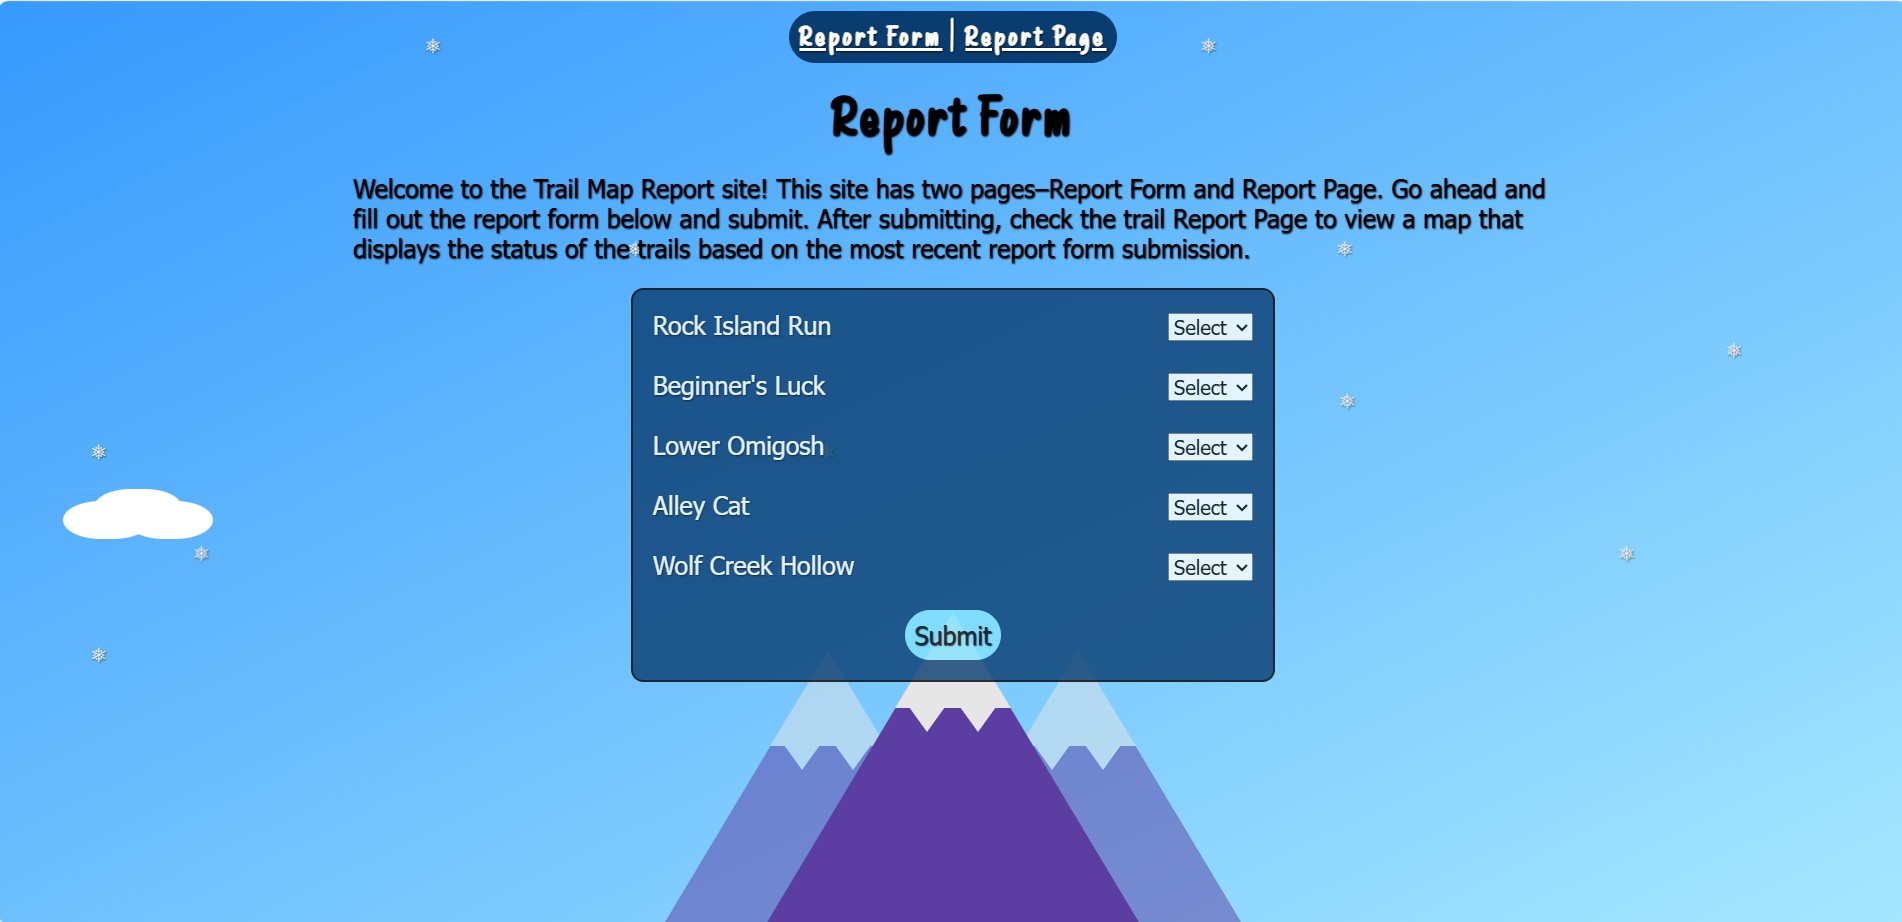 Report Form | Report Page
Report Form
Welcome to the Trail Map Report site! This site has two pages–Report Form and Report Page. Go ahead and
fill out the report form below and submit. After submitting, check the trail Report Page to view a map that
displays the status of the trails based on the most recent report form submission.
Rock Island Run Select
Beginner's Luck Select
Lower Omigosh Select
Alley Cat Select
Wolf Creek Hollow Select
Submit